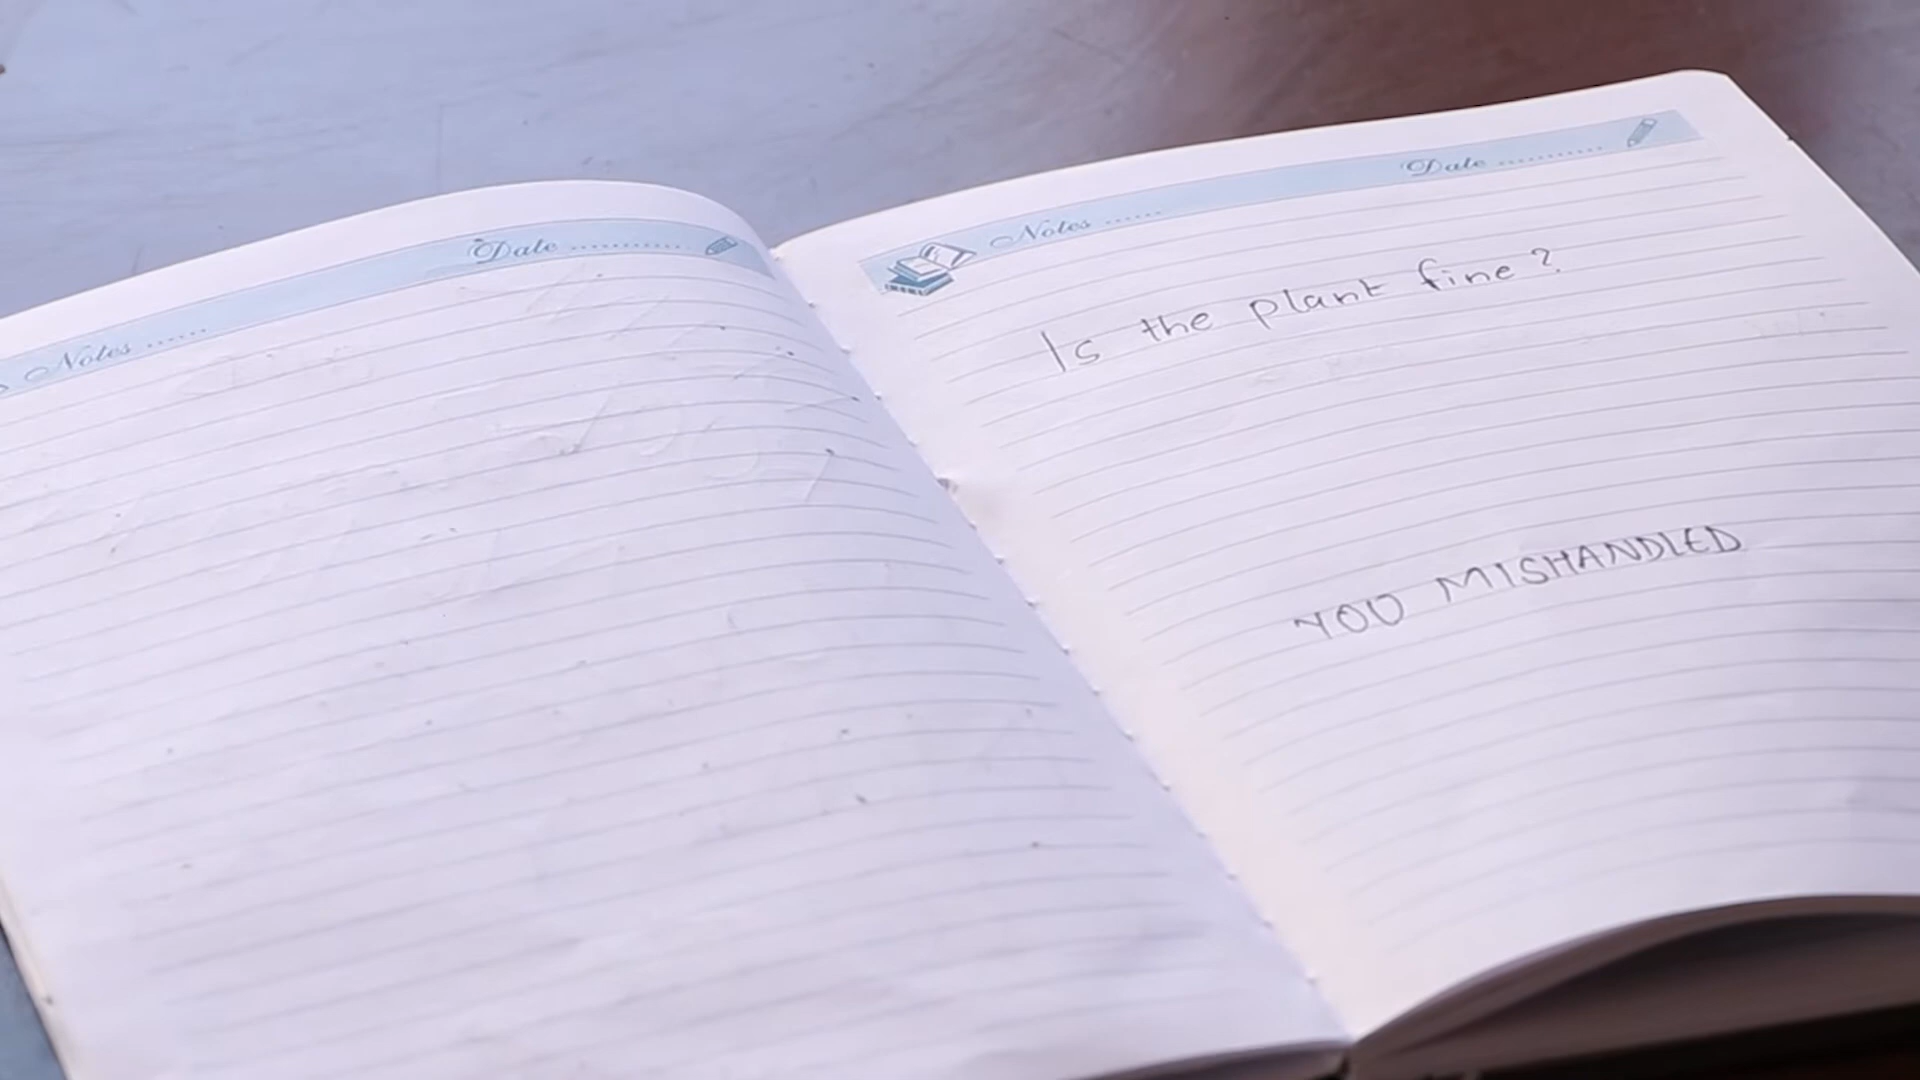 Notes ......
Date ............
Notes ......
Date ............
Is the plant fine?
YOU MISHANDLED